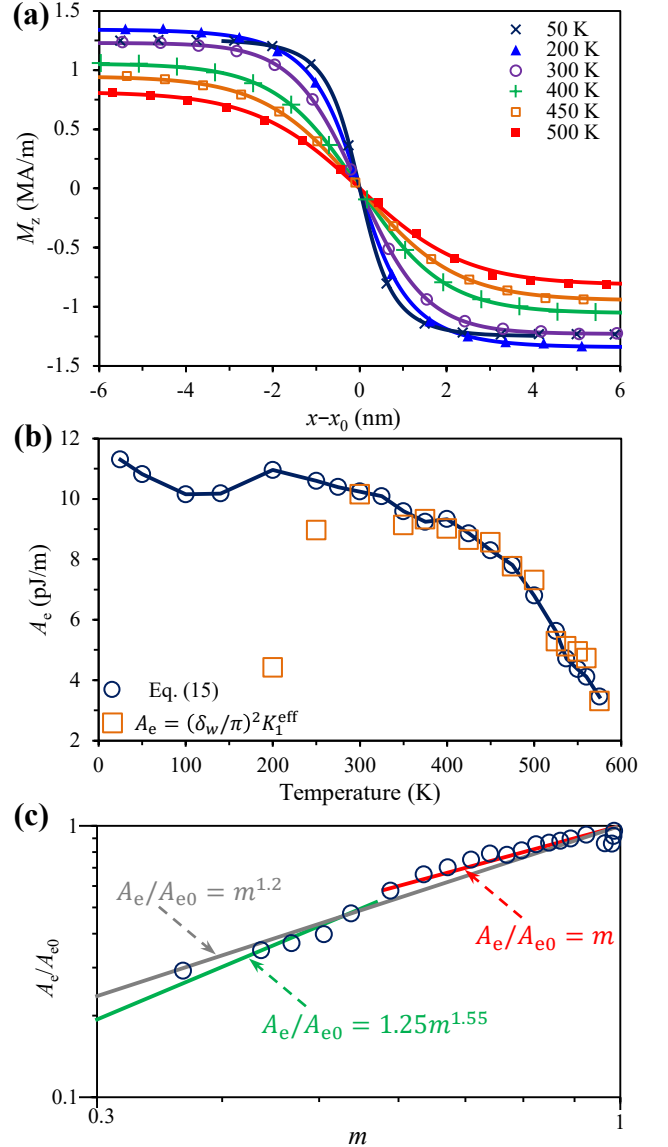 (a)
1.5
1
0.5
0
-0.5
-1
-1.5
M_z (MA/m)
-6 -4 -2 0 2 4 6
x−x_0 (nm)
50 K
200 K
300 K
400 K
450 K
500 K
(b)
12
10
8
6
4
2
A_e (pJ/m)
0 100 200 300 400 500 600
Temperature (K)
Eq. (15)
A_e = (δ_w/π)^2 K_1^eff
(c)
1
0.1
A_e/A_e0
0.3 1
m
A_e/A_e0 = m^1.2
A_e/A_e0 = m
A_e/A_e0 = 1.25m^1.55